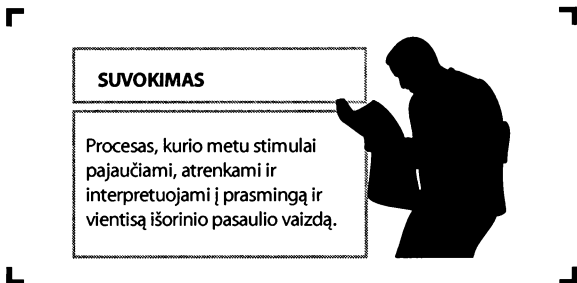 SUVOKIMAS
Procesas, kurio metu stimulai
pajaučiami, atrenkami ir
interpretuojami į prasmingą ir
vientisą išorinio pasaulio vaizdą.